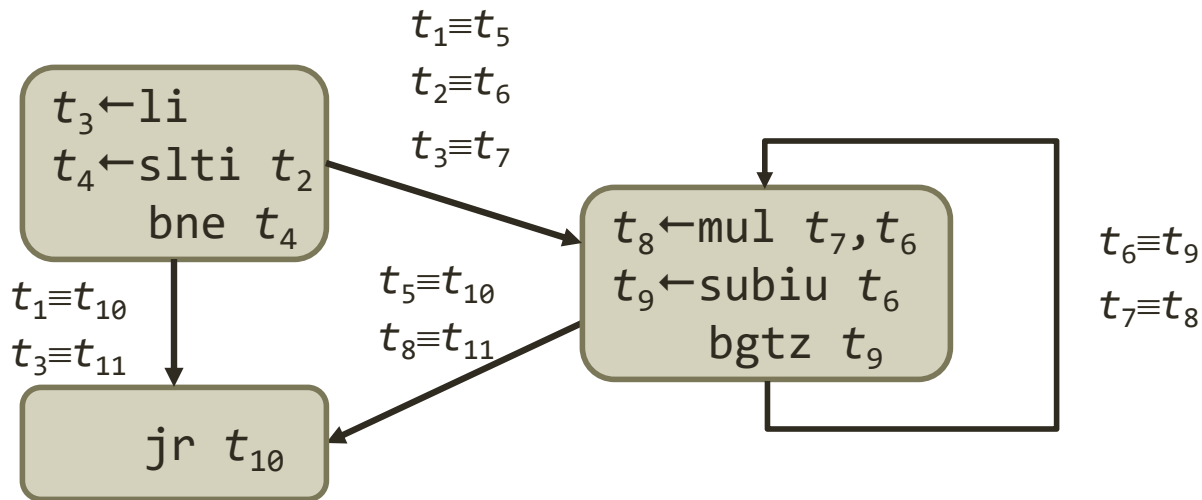 t₁≡t₅
t₂≡t₆
t₃≡t₇
t₃←li
t₄←slti t₂
bne t₄
t₈←mul t₇,t₆
t₉←subiu t₆
bgtz t₉
t₆≡t₉
t₇≡t₈
t₁≡t₁₀
t₃≡t₁₁
t₅≡t₁₀
t₈≡t₁₁
jr t₁₀